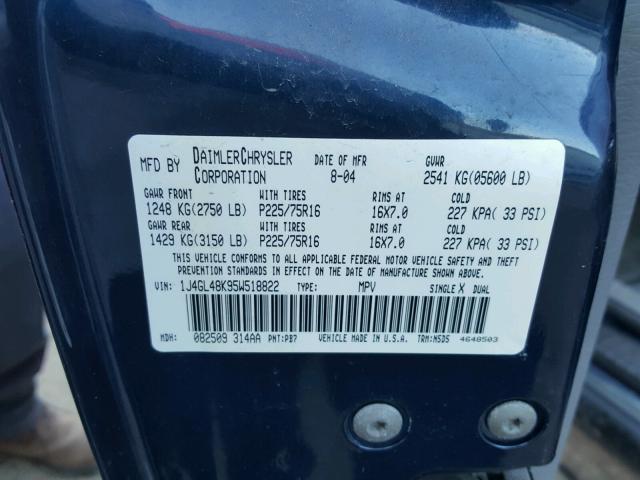 MFD BY DAIMLERCHRYSLER CORPORATION DATE OF MFR 8-04 GVWR 2541 KG(05600 LB)
GAWR FRONT WITH TIRES RIMS AT COLD
1248 KG(2750 LB) P225/75R16 16X7.0 227 KPA( 33 PSI)
GAWR REAR WITH TIRES RIMS AT COLD
1429 KG(3150 LB) P225/75R16 16X7.0 227 KPA( 33 PSI)
THIS VEHICLE CONFORMS TO ALL APPLICABLE FEDERAL MOTOR VEHICLE SAFETY AND THEFT
PREVENTION STANDARDS IN EFFECT ON THE DATE OF MANUFACTURE SHOWN ABOVE.
VIN: 1J4GL48K95W518822 TYPE: MPV SINGLE X DUAL
MDH: 082509 314AA PNT:PB7 VEHICLE MADE IN U.S.A. TRM:NSDS 4648503